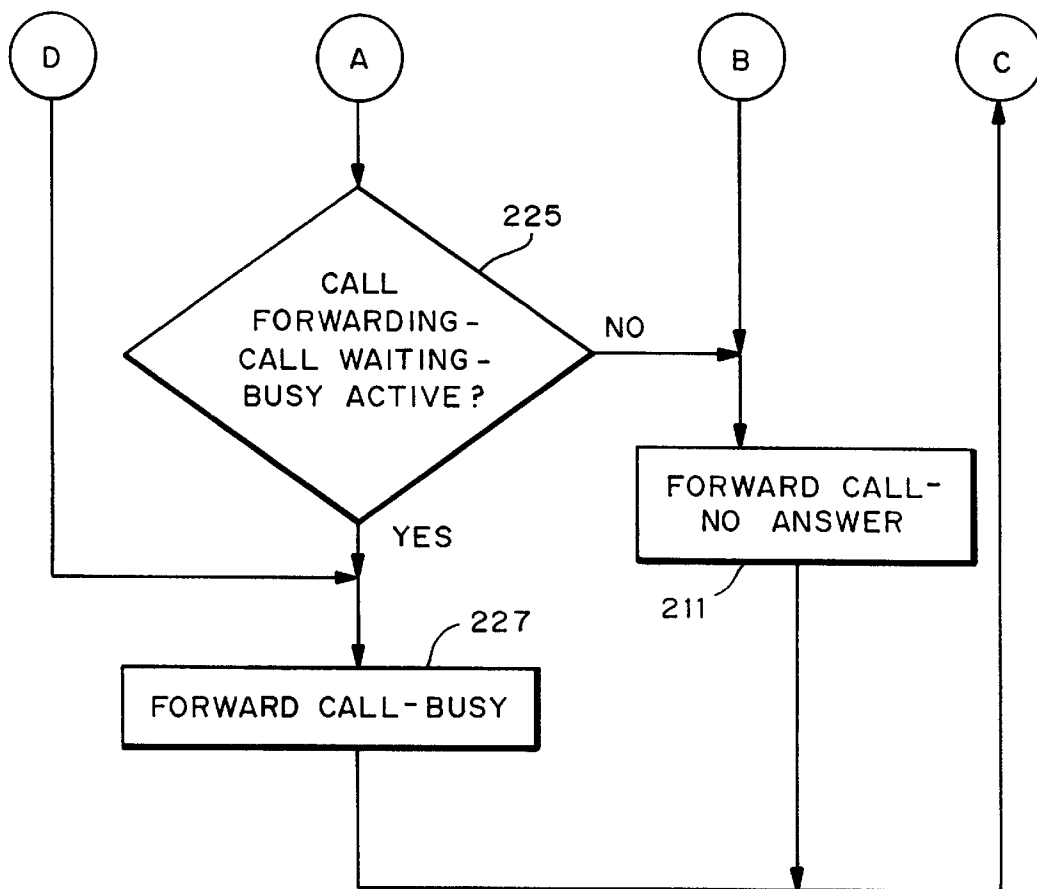 D
A
B
C
225
CALL
FORWARDING-
CALL WAITING-
BUSY ACTIVE?
NO
YES
FORWARD CALL-
NO ANSWER
211
227
FORWARD CALL-BUSY